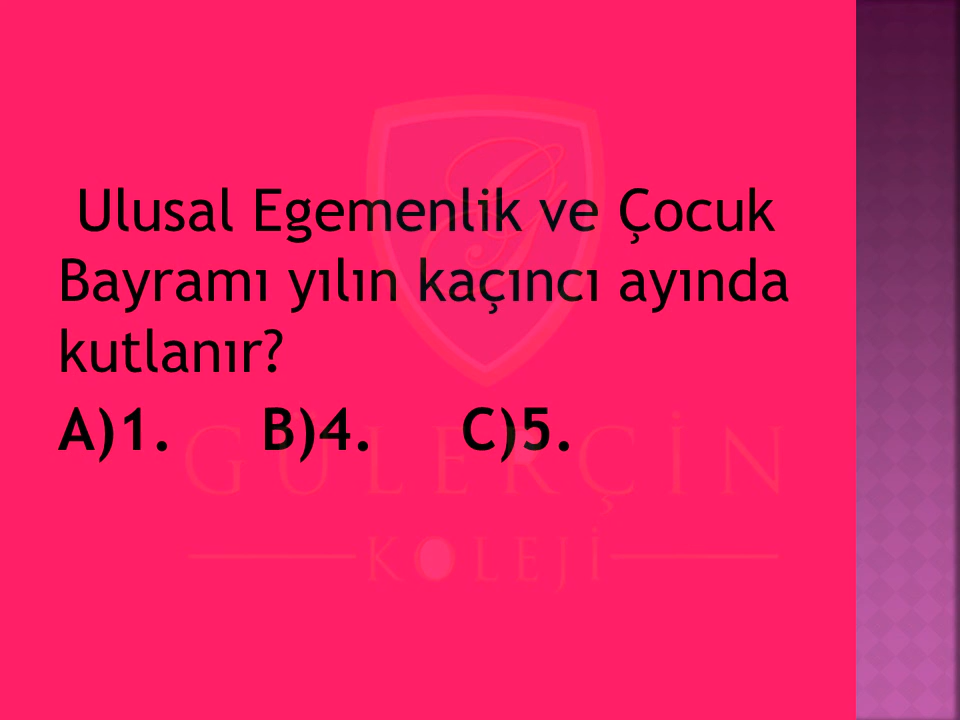 Ulusal Egemenlik ve Çocuk
Bayramı yılın kaçıncı ayında
kutlanır?
A)1. B)4. C)5.
GÜLERÇİN
KOLEJİ